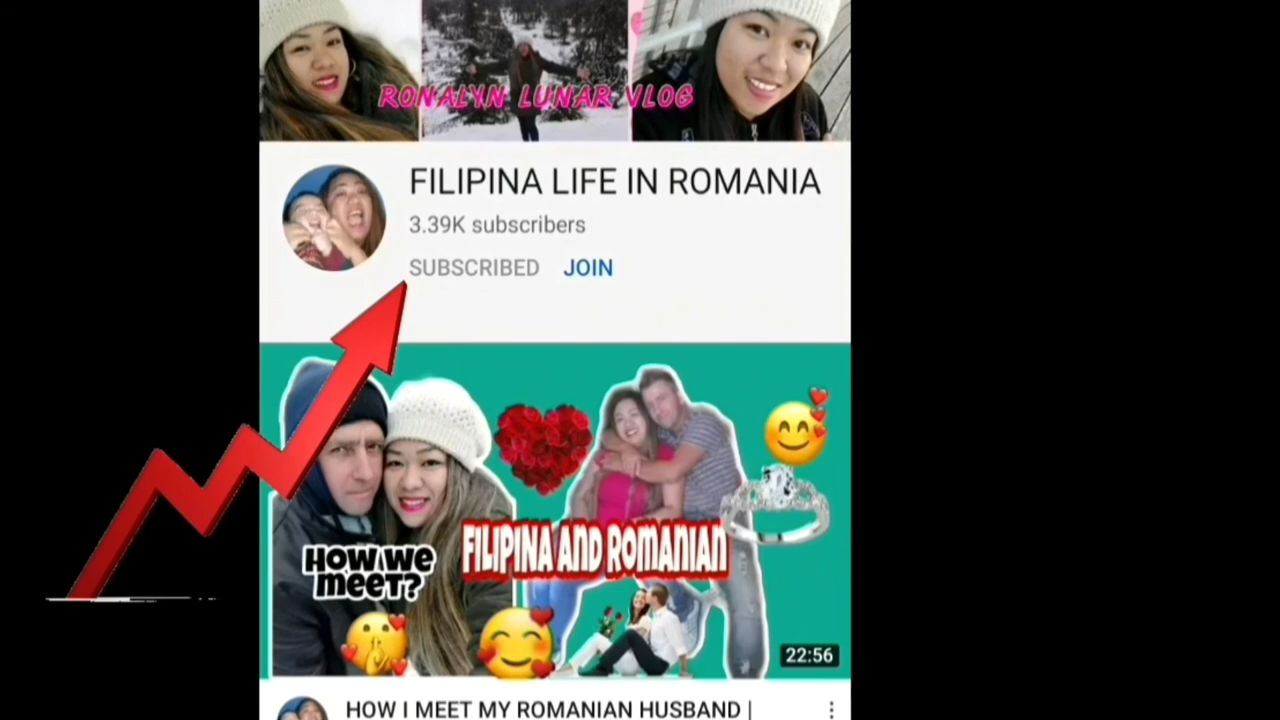 RONALYN LUNAR VLOG
FILIPINA LIFE IN ROMANIA
3.39K subscribers
SUBSCRIBED JOIN
HOW WE
MEET?
FILIPINA AND ROMANIAN
22:56
HOW I MEET MY ROMANIAN HUSBAND |